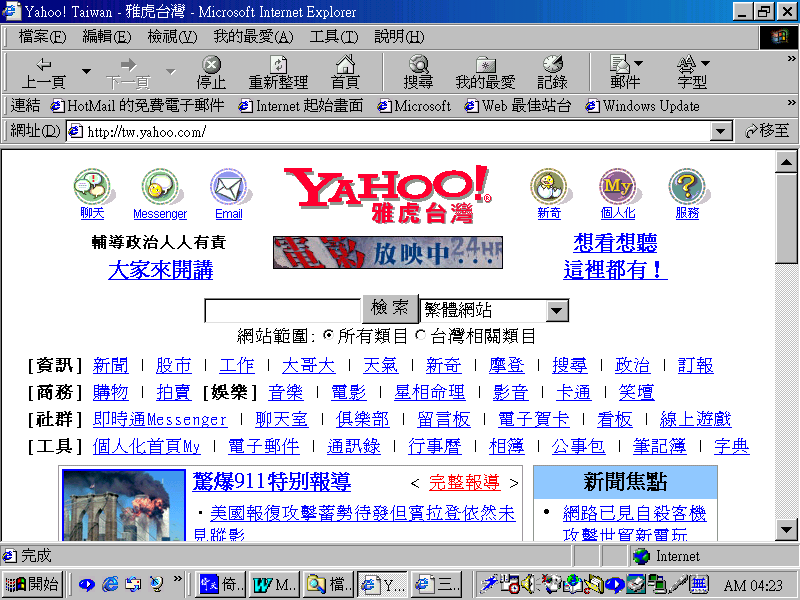 Yahoo! Taiwan - 雅虎台灣 - Microsoft Internet Explorer
檔案(F) 編輯(E) 檢視(V) 我的最愛(A) 工具(T) 說明(H)
上一頁 下一頁 停止 重新整理 首頁 搜尋 我的最愛 記錄 郵件 字型
連結 HotMail 的免費電子郵件 Internet 起始畫面 Microsoft Web 最佳站台 Windows Update
網址(D) http://tw.yahoo.com/ 移至
聊天 Messenger Email YAHOO! 雅虎台灣 新奇 My 個人化 服務
輔導政治人人有責 放映中.... 24HR 想看想聽
大家來開講 這裡都有！
檢索 繁體網站
網站範圍: 所有類目 台灣相關類目
[資訊] 新聞 | 股市 | 工作 | 大哥大 | 天氣 | 新奇 | 摩登 | 搜尋 | 政治 | 訂報
[商務] 購物 | 拍賣 [娛樂] 音樂 | 電影 | 星相命理 | 影音 | 卡通 | 笑壇
[社群] 即時通Messenger | 聊天室 | 俱樂部 | 留言板 | 電子賀卡 | 看板 | 線上遊戲
[工具] 個人化首頁My | 電子郵件 | 通訊錄 | 行事曆 | 相簿 | 公事包 | 筆記簿 | 字典
驚爆911特別報導 < 完整報導 > 新聞焦點
‧美國報復攻擊蓄勢待發但賓拉登依然未見蹤影
• 網路已見自殺客機攻擊世貿新電玩
完成 Internet
開始 倚.. M.. 檔.. Y... 三.. AM 04:23